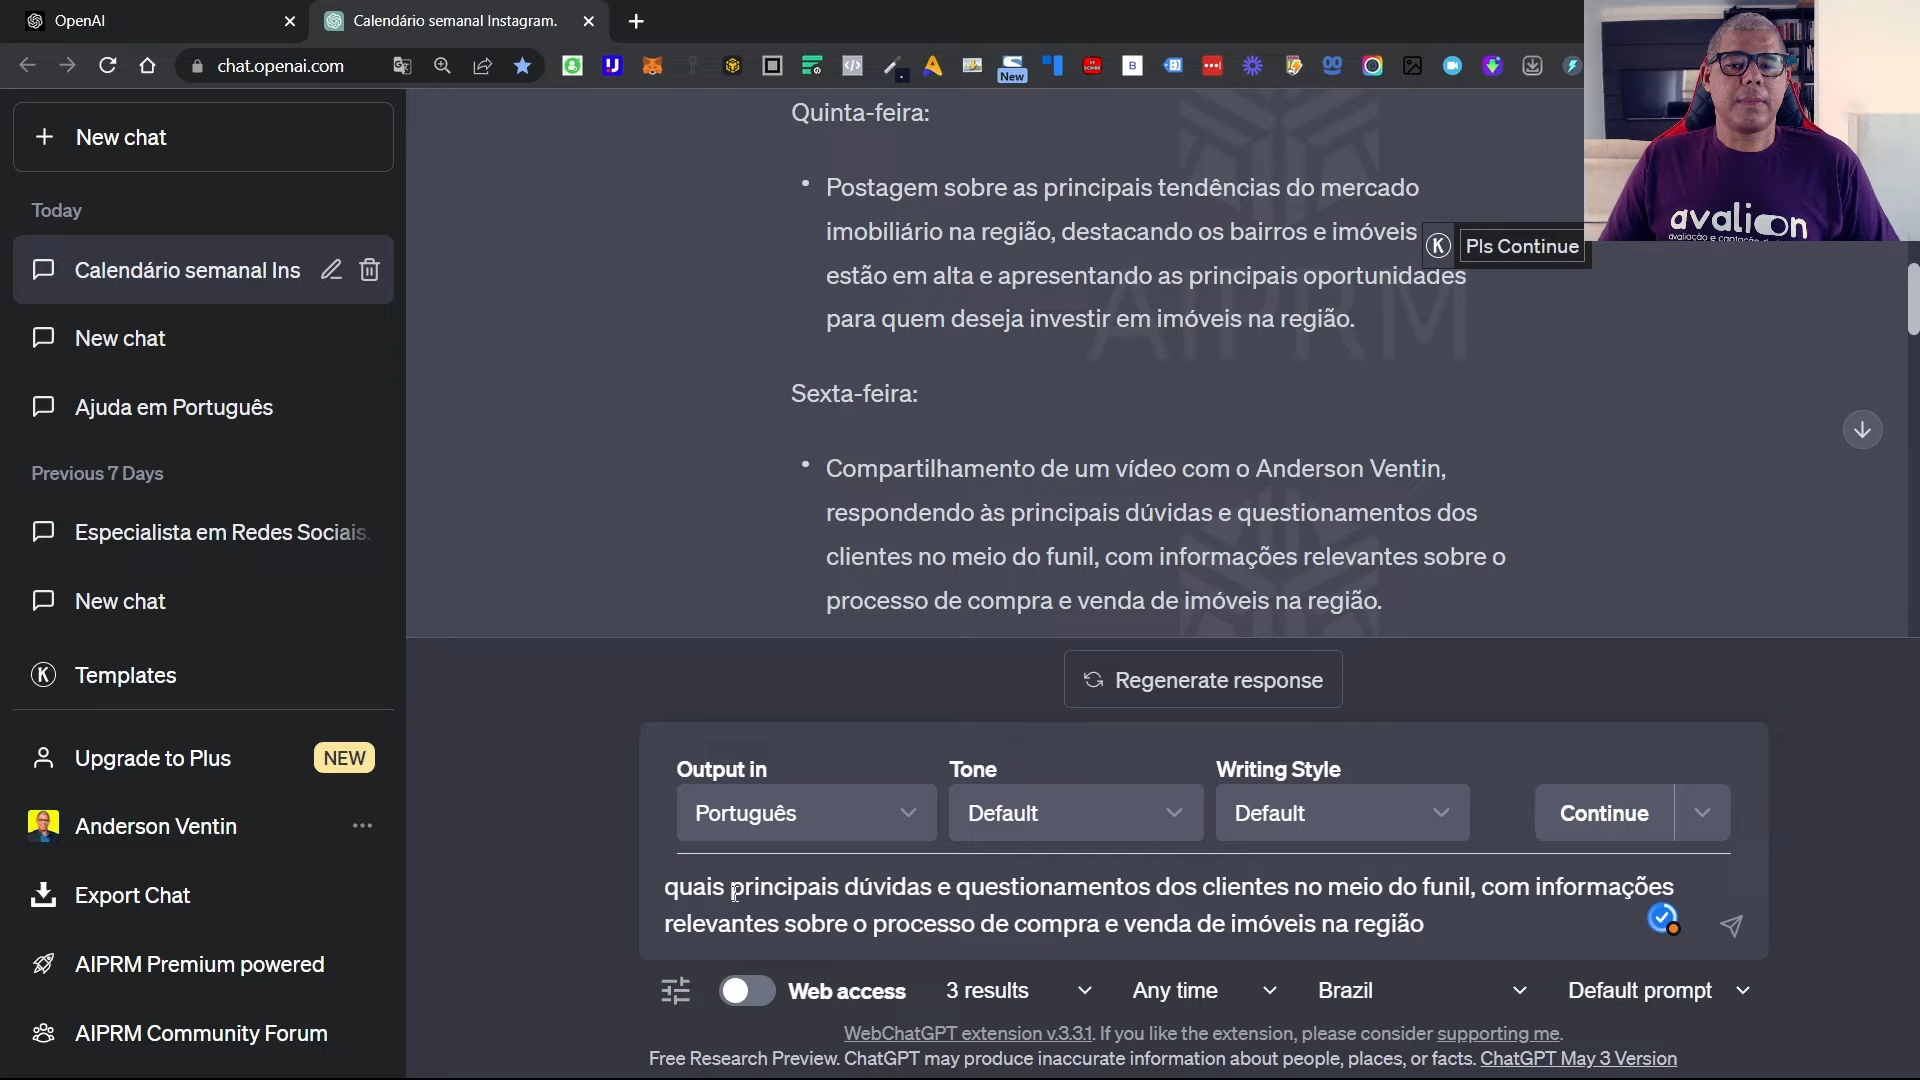 OpenAI
Calendário semanal Instagram.
chat.openai.com
New
New chat
Today
Calendário semanal Ins
New chat
Ajuda em Português
Previous 7 Days
Especialista em Redes Sociais.
New chat
Templates
Upgrade to Plus
NEW
Anderson Ventin
Export Chat
AIPRM Premium powered
AIPRM Community Forum
Quinta-feira:
• Postagem sobre as principais tendências do mercado
imobiliário na região, destacando os bairros e imóveis
estão em alta e apresentando as principais oportunidades
para quem deseja investir em imóveis na região.
AIPRM
Sexta-feira:
• Compartilhamento de um vídeo com o Anderson Ventin,
respondendo às principais dúvidas e questionamentos dos
clientes no meio do funil, com informações relevantes sobre o
processo de compra e venda de imóveis na região.
avalion
K Pls Continue
Regenerate response
Output in
Tone
Writing Style
Português
Default
Default
Continue
quais principais dúvidas e questionamentos dos clientes no meio do funil, com informações
relevantes sobre o processo de compra e venda de imóveis na região
Web access
3 results
Any time
Brazil
Default prompt
WebChatGPT extension v.3.3.1. If you like the extension, please consider supporting me.
Free Research Preview. ChatGPT may produce inaccurate information about people, places, or facts. ChatGPT May 3 Version